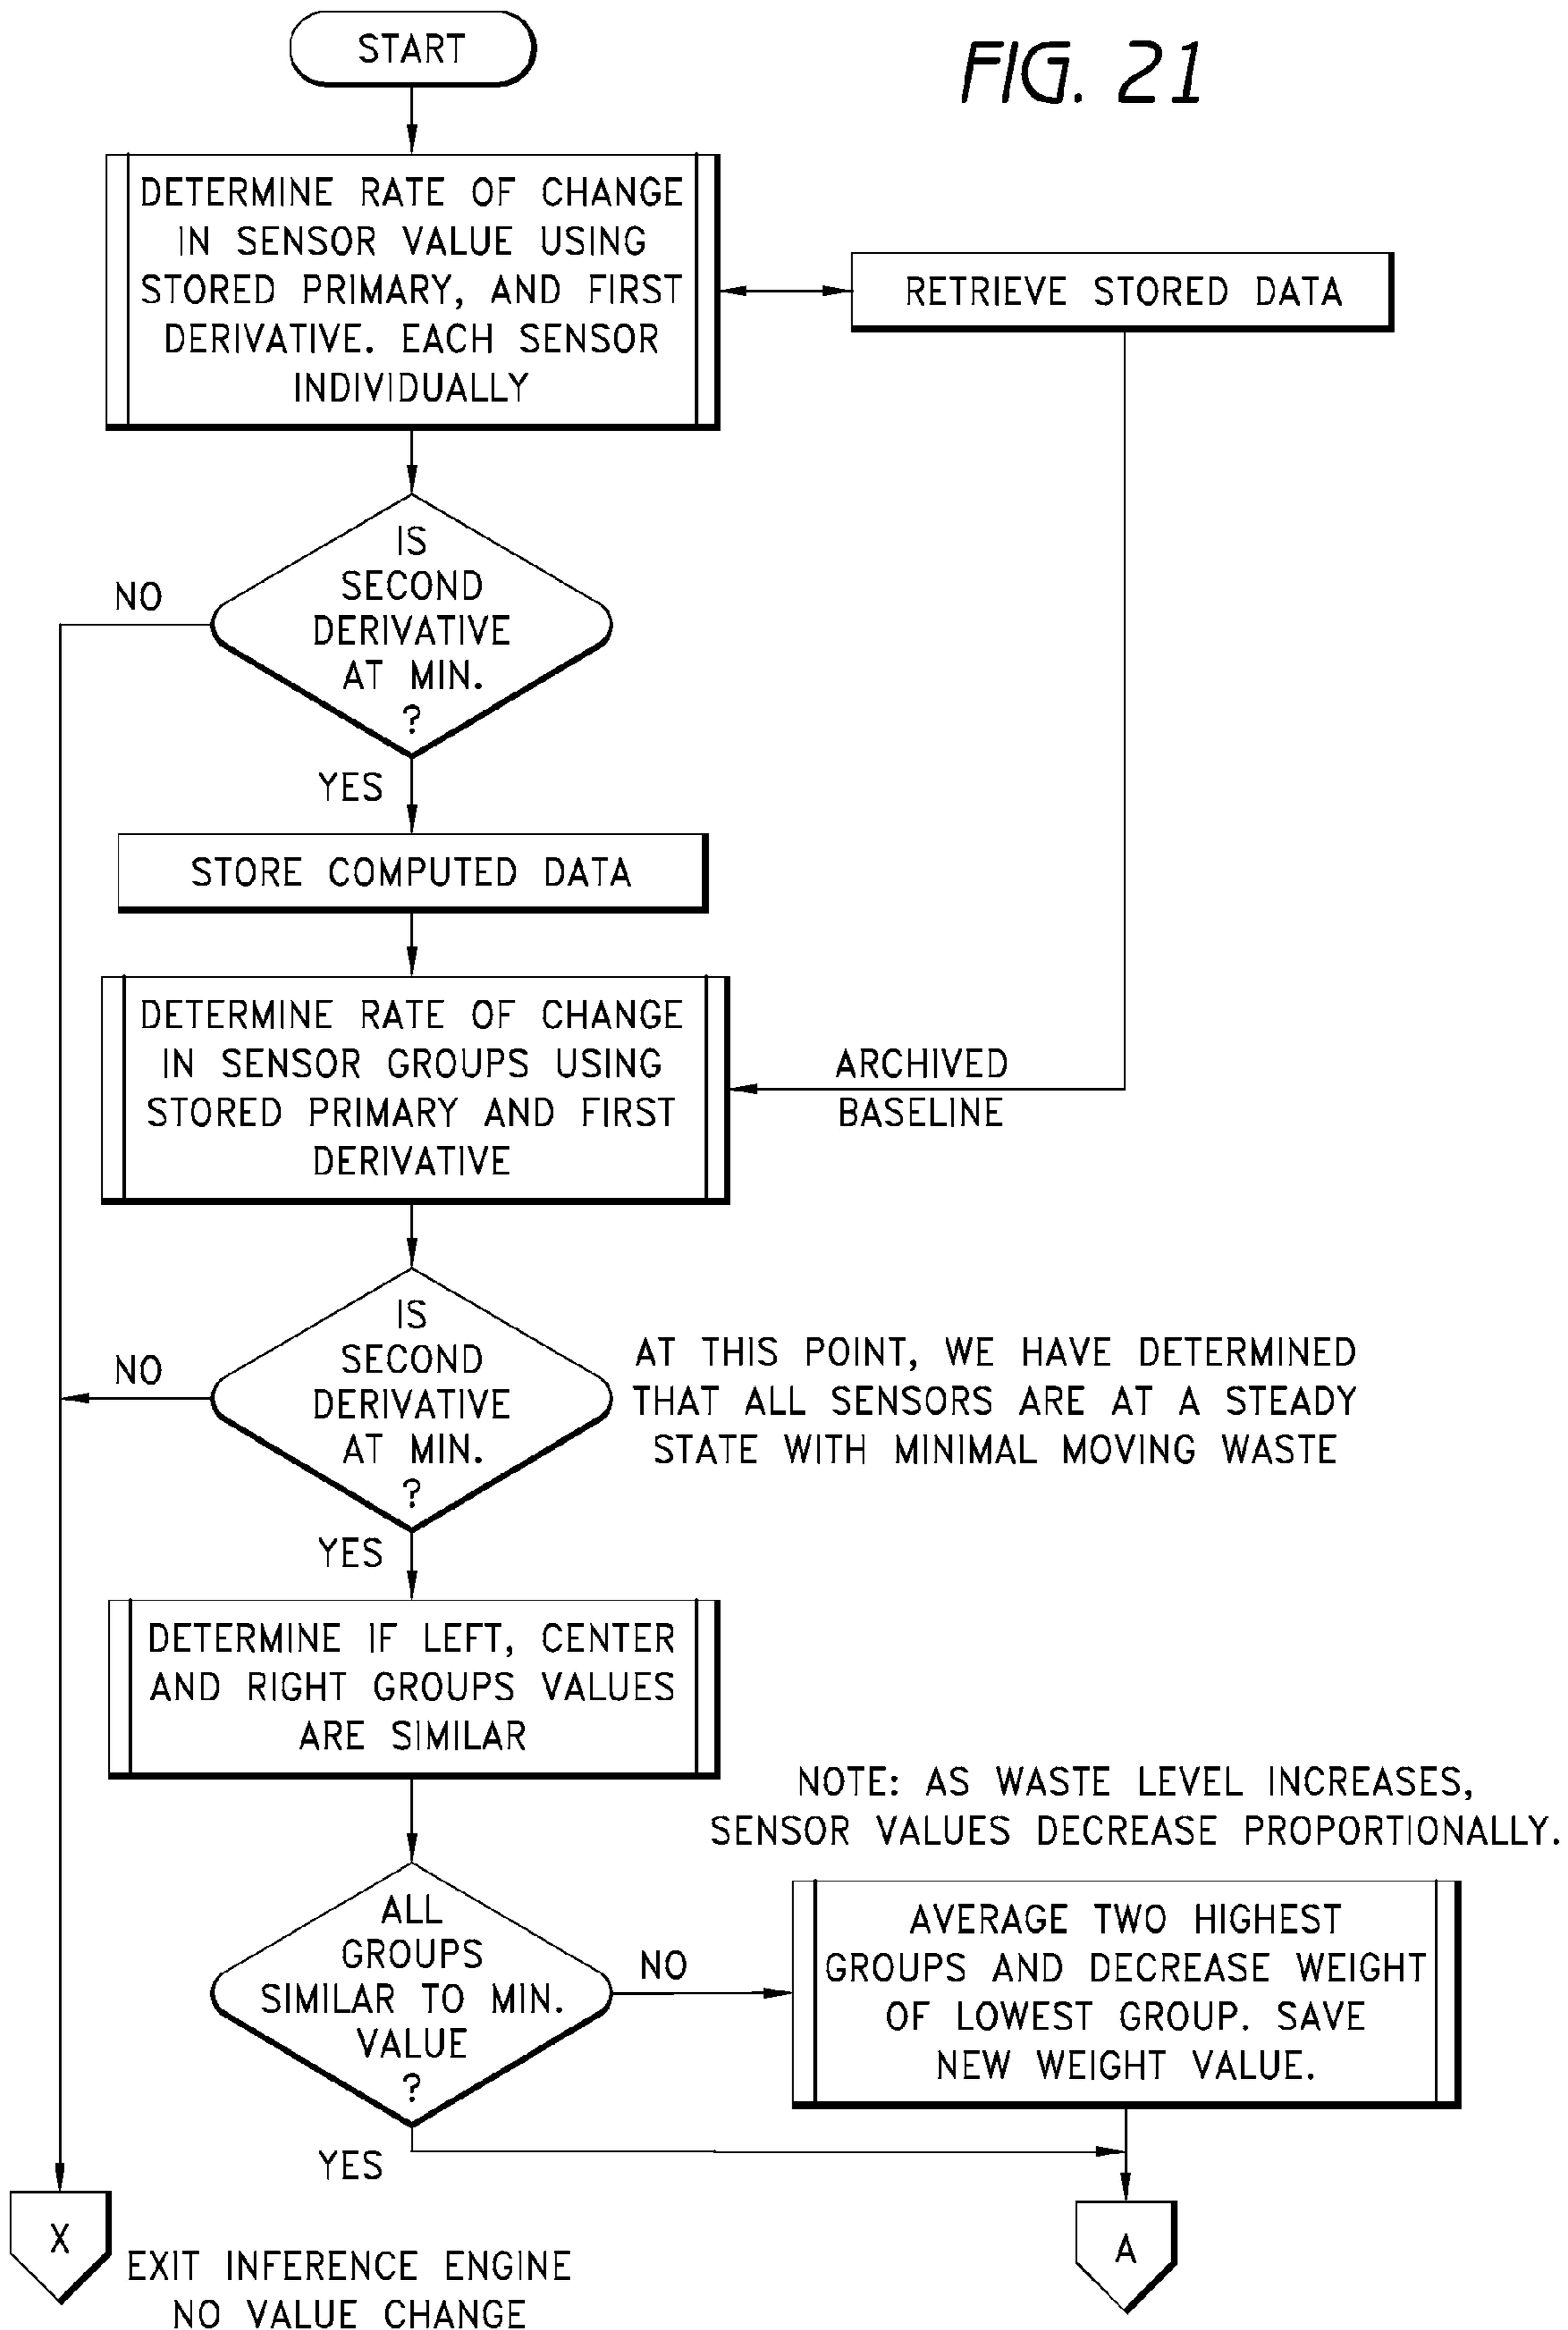 START
FIG. 21
DETERMINE RATE OF CHANGE
IN SENSOR VALUE USING
STORED PRIMARY, AND FIRST
DERIVATIVE. EACH SENSOR
INDIVIDUALLY
RETRIEVE STORED DATA
IS
SECOND
DERIVATIVE
AT MIN.
?
NO
YES
STORE COMPUTED DATA
DETERMINE RATE OF CHANGE
IN SENSOR GROUPS USING
STORED PRIMARY AND FIRST
DERIVATIVE
ARCHIVED
BASELINE
IS
SECOND
DERIVATIVE
AT MIN.
?
NO
AT THIS POINT, WE HAVE DETERMINED
THAT ALL SENSORS ARE AT A STEADY
STATE WITH MINIMAL MOVING WASTE
YES
DETERMINE IF LEFT, CENTER
AND RIGHT GROUPS VALUES
ARE SIMILAR
NOTE: AS WASTE LEVEL INCREASES,
SENSOR VALUES DECREASE PROPORTIONALLY.
ALL
GROUPS
SIMILAR TO MIN.
VALUE
?
NO
AVERAGE TWO HIGHEST
GROUPS AND DECREASE WEIGHT
OF LOWEST GROUP. SAVE
NEW WEIGHT VALUE.
YES
X
EXIT INFERENCE ENGINE
NO VALUE CHANGE
A